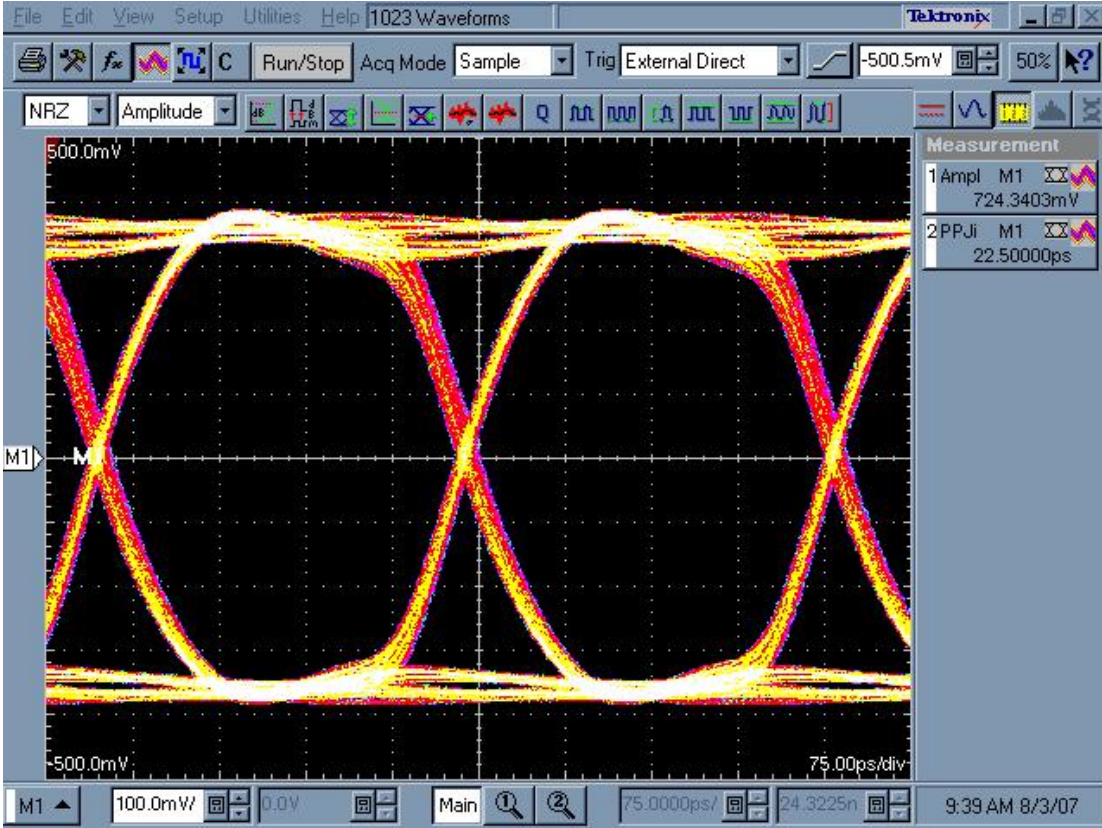 File Edit View Setup Utilities Help 1023 Waveforms Tektronix
fx C Run/Stop Acq Mode Sample Trig External Direct -500.5mV 50% ?
NRZ Amplitude Q
500.0mV
Measurement
1 Ampl M1
724.3403mV
2 PPJi M1
22.50000ps
M1
-500.0mV 75.00ps/div
M1 100.0mV/ 0.0V Main 1 2 75.0000ps/ 24.3225n 9:39 AM 8/3/07